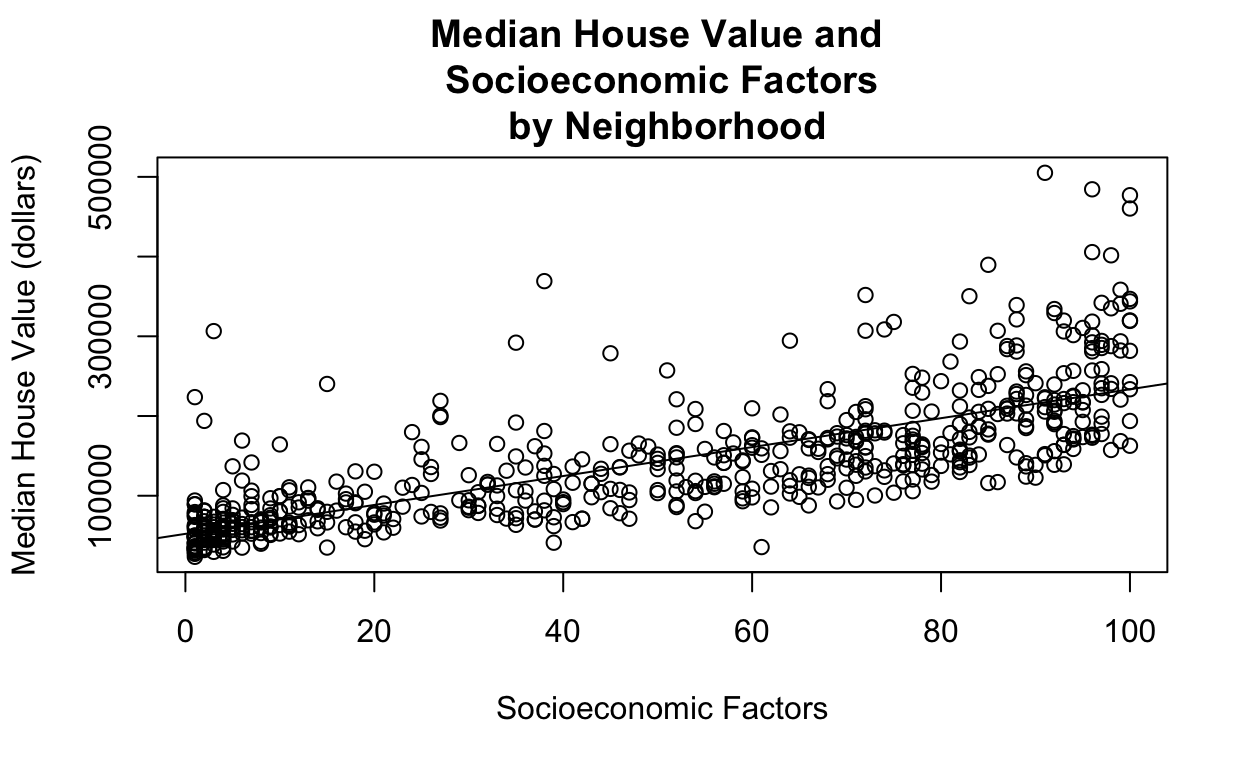 Median House Value and
Socioeconomic Factors
by Neighborhood
Median House Value (dollars)
500000
300000
100000
0 20 40 60 80 100
Socioeconomic Factors